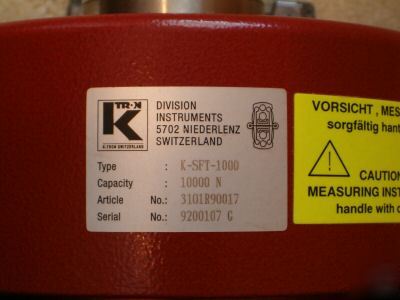 K-TRON
K-TRON SWITZERLAND
DIVISION
INSTRUMENTS
5702 NIEDERLENZ
SWITZERLAND
Type : K-SFT-1000
Capacity : 10000 N
Article No.: 3101R90017
Serial No.: 9200107 G
VORSICHT, MES
sorgfältig hant
CAUTION
MEASURING INST
handle with c